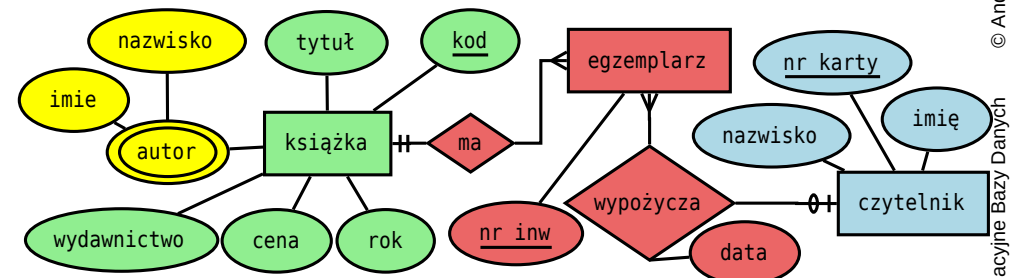 nazwisko
tytuł
kod
imie
autor
książka
ma
egzemplarz
nr karty
nazwisko
imię
wydawnictwo
cena
rok
nr inw
wypożycza
data
czytelnik
acyjne Bazy Danych
©